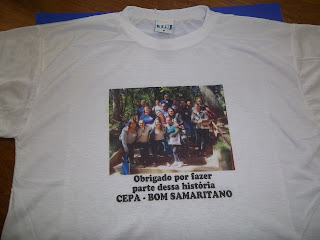 Obrigado por fazer
parte dessa história
CEPA - BOM SAMARITANO